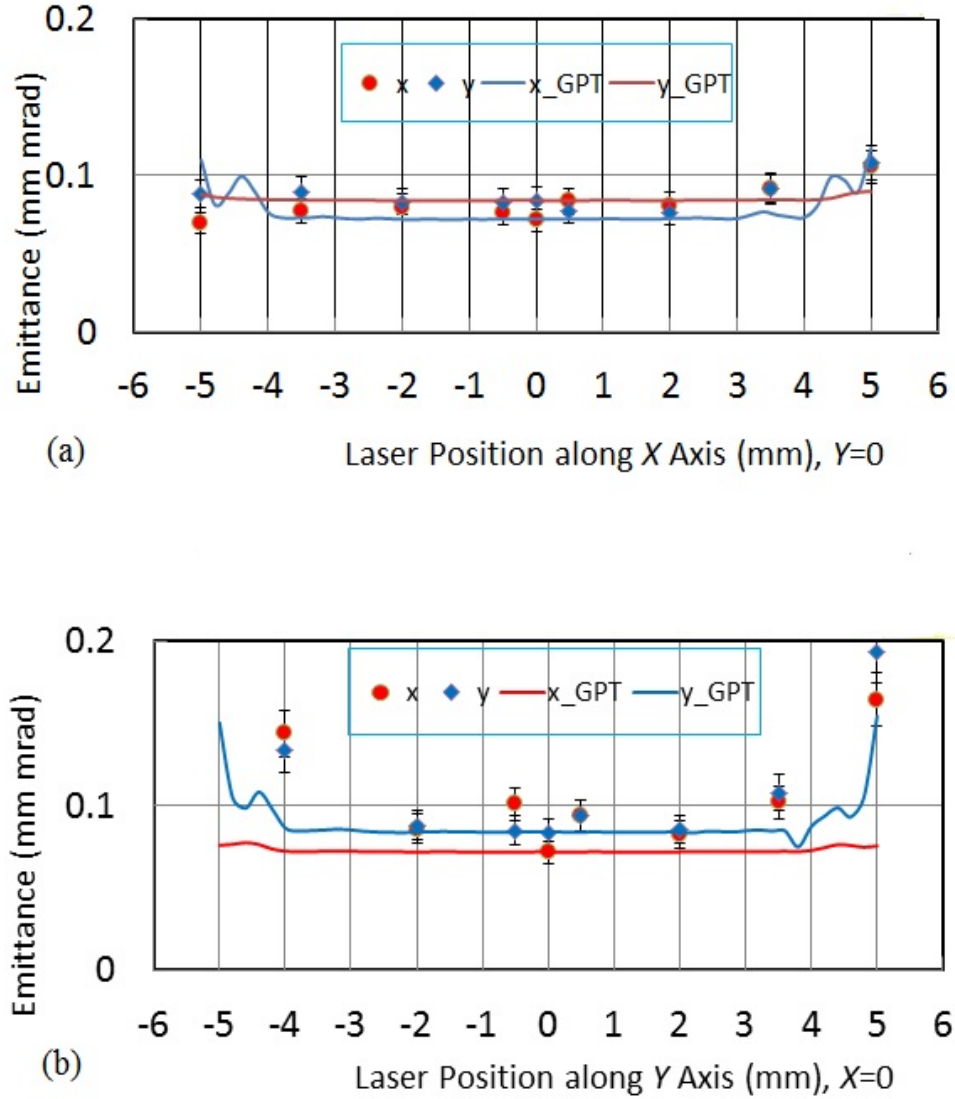 0.2
x y x_GPT y_GPT
0.1
0
Emittance (mm mrad)
-6 -5 -4 -3 -2 -1 0 1 2 3 4 5 6
(a)
Laser Position along X Axis (mm), Y=0
0.2
x y x_GPT y_GPT
0.1
0
Emittance (mm mrad)
-6 -5 -4 -3 -2 -1 0 1 2 3 4 5 6
(b)
Laser Position along Y Axis (mm), X=0